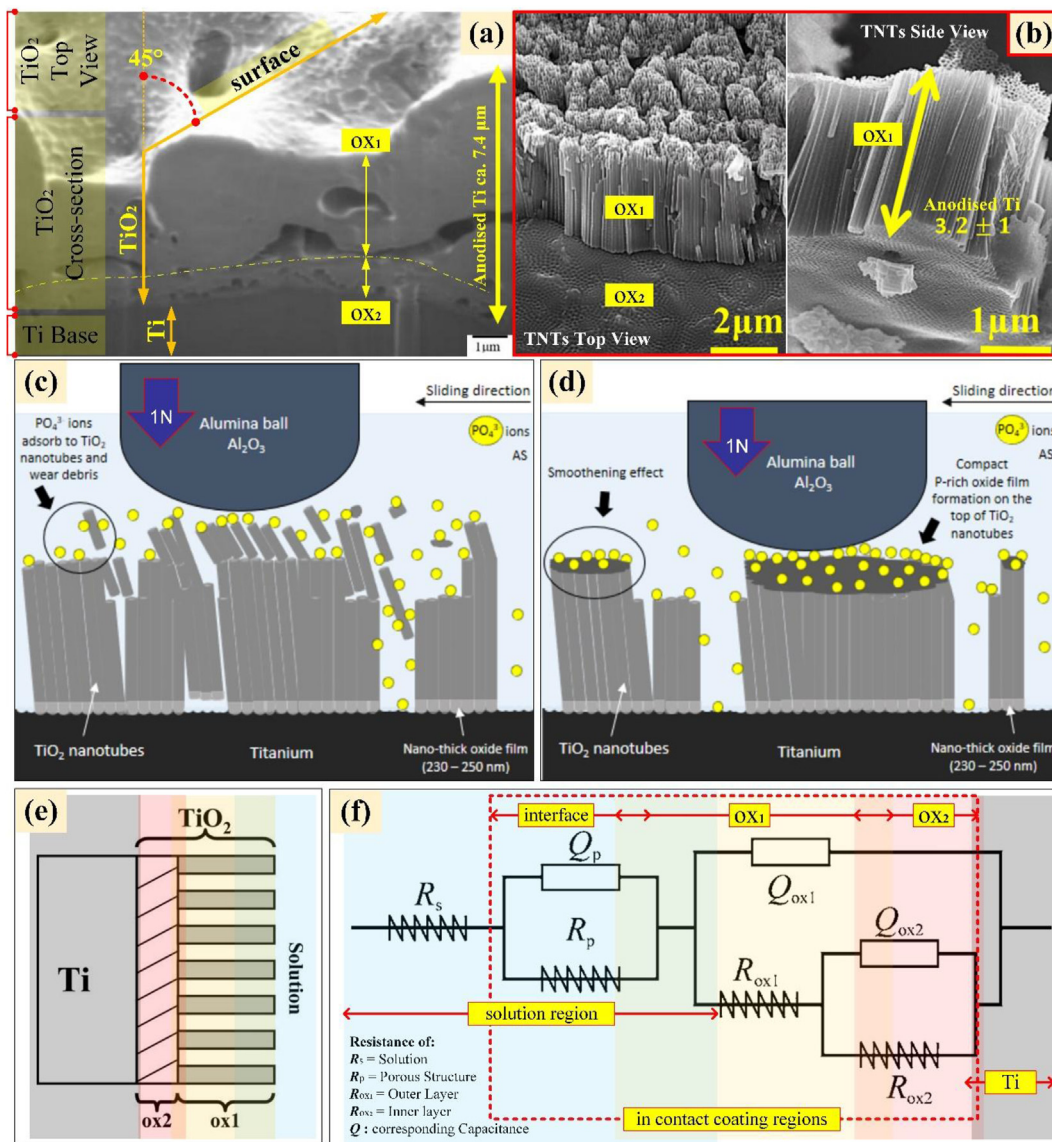 (a)
TiO₂
Top
View
45°
surface
OX₁
TiO₂
Cross-section
TiO₂
Anodised Ti ca. 7.4 μm
OX₂
Ti Base
Ti
1μm
(b)
TNTs Side View
OX₁
OX₁
Anodised Ti
3.2 ± 1
OX₂
TNTs Top View
2μm
1μm
(c)
Sliding direction
1N
Alumina ball
Al₂O₃
PO₄³ ions
adsorb to TiO₂
nanotubes and
wear debris
PO₄³ ions
AS
TiO₂ nanotubes
Titanium
Nano-thick oxide film
(230 – 250 nm)
(d)
Sliding direction
1N
Alumina ball
Al₂O₃
PO₄³ ions
AS
Smoothening effect
Compact
P-rich oxide film
formation on the
top of TiO₂
nanotubes
TiO₂ nanotubes
Titanium
Nano-thick oxide film
(230 – 250 nm)
(e)
TiO₂
Ti
Solution
ox2
ox1
(f)
interface
OX₁
OX₂
Qp
Rs
Rp
Qox1
Qox2
Rox1
Rox2
solution region
Ti
in contact coating regions
Resistance of:
Rs = Solution
Rp = Porous Structure
Rox₁ = Outer Layer
Rox₂ = Inner layer
Q : corresponding Capacitance